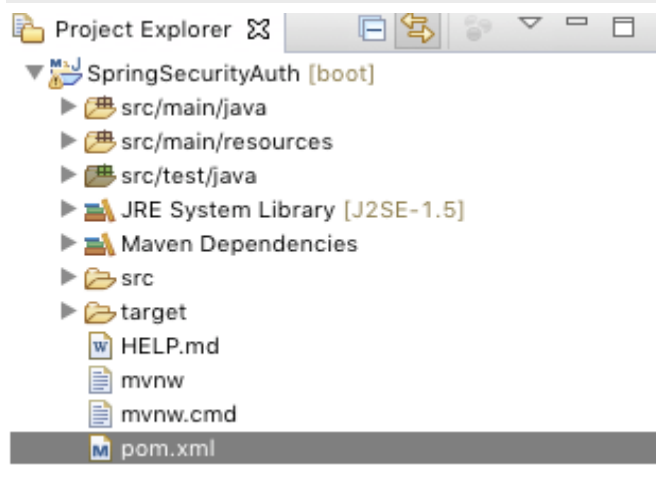 Project Explorer
SpringSecurityAuth [boot]
src/main/java
src/main/resources
src/test/java
JRE System Library [J2SE-1.5]
Maven Dependencies
src
target
HELP.md
mvnw
mvnw.cmd
pom.xml